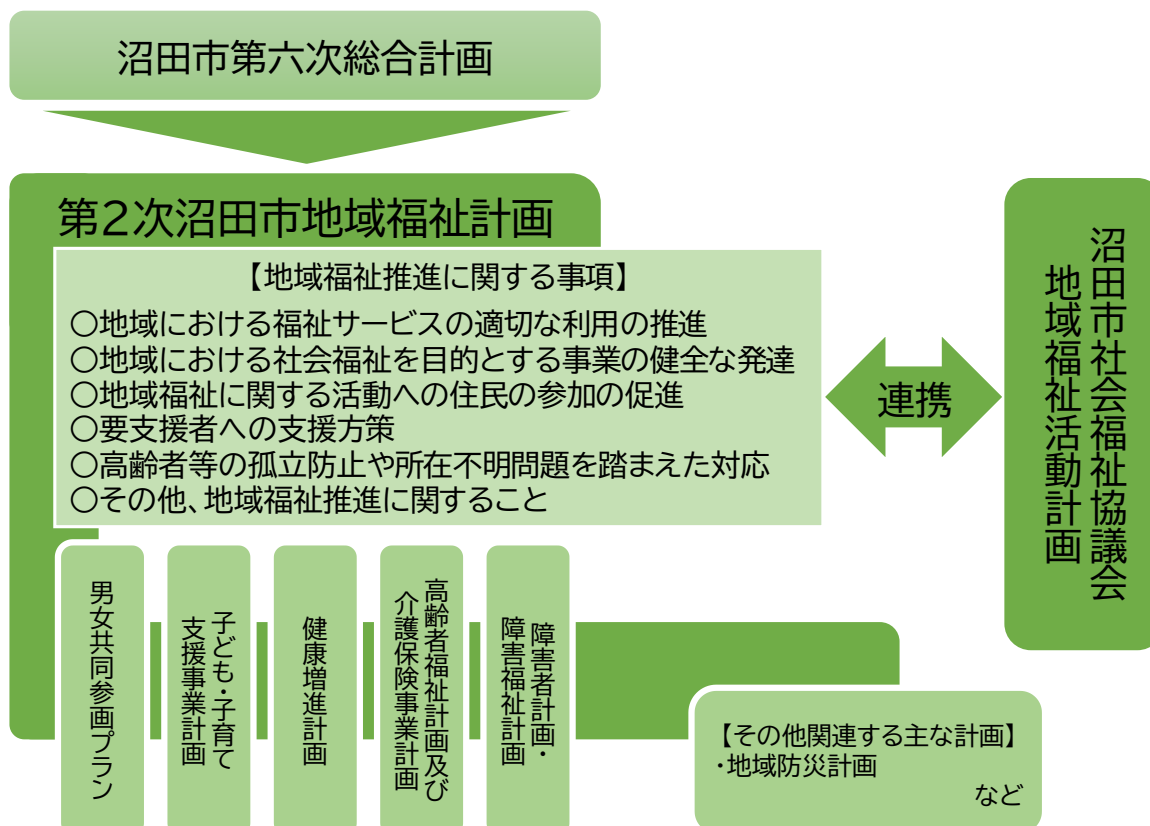 沼田市第六次総合計画
第2次沼田市地域福祉計画
【地域福祉推進に関する事項】
○地域における福祉サービスの適切な利用の推進
○地域における社会福祉を目的とする事業の健全な発達
○地域福祉に関する活動への住民の参加の促進
○要支援者への支援方策
○高齢者等の孤立防止や所在不明問題を踏まえた対応
○その他、地域福祉推進に関すること
連携
沼田市社会福祉協議会
地域福祉活動計画
男女共同参画プラン
子ども・子育て
支援事業計画
健康増進計画
高齢者福祉計画及び
介護保険事業計画
障害者計画・
障害福祉計画
【その他関連する主な計画】
・地域防災計画
など